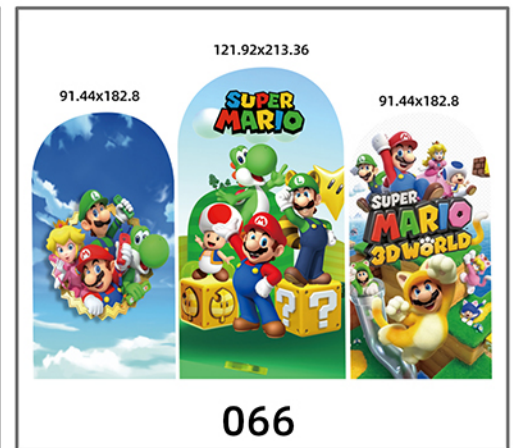 121.92x213.36
91.44x182.8
91.44x182.8
SUPER
MARIO
SUPER
MARIO
3D WORLD
? ?
066